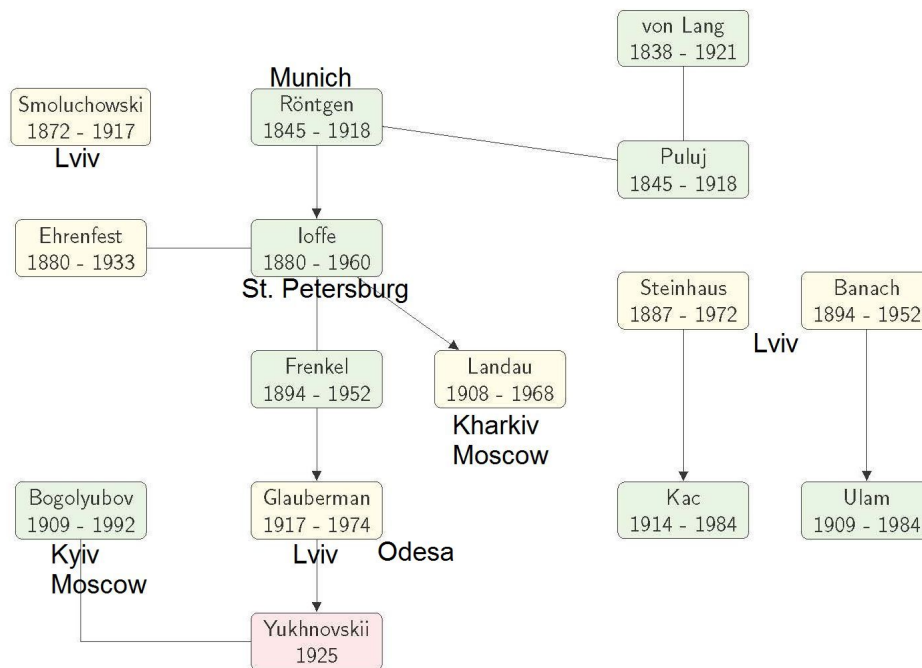 von Lang
1838 - 1921
Munich
Smoluchowski
1872 - 1917
Lviv
Röntgen
1845 - 1918
Puluj
1845 - 1918
Ehrenfest
1880 - 1933
Ioffe
1880 - 1960
St. Petersburg
Steinhaus
1887 - 1972
Banach
1894 - 1952
Lviv
Frenkel
1894 - 1952
Landau
1908 - 1968
Kharkiv
Moscow
Bogolyubov
1909 - 1992
Kyiv
Moscow
Glauberman
1917 - 1974
Lviv
Odesa
Kac
1914 - 1984
Ulam
1909 - 1984
Yukhnovskii
1925